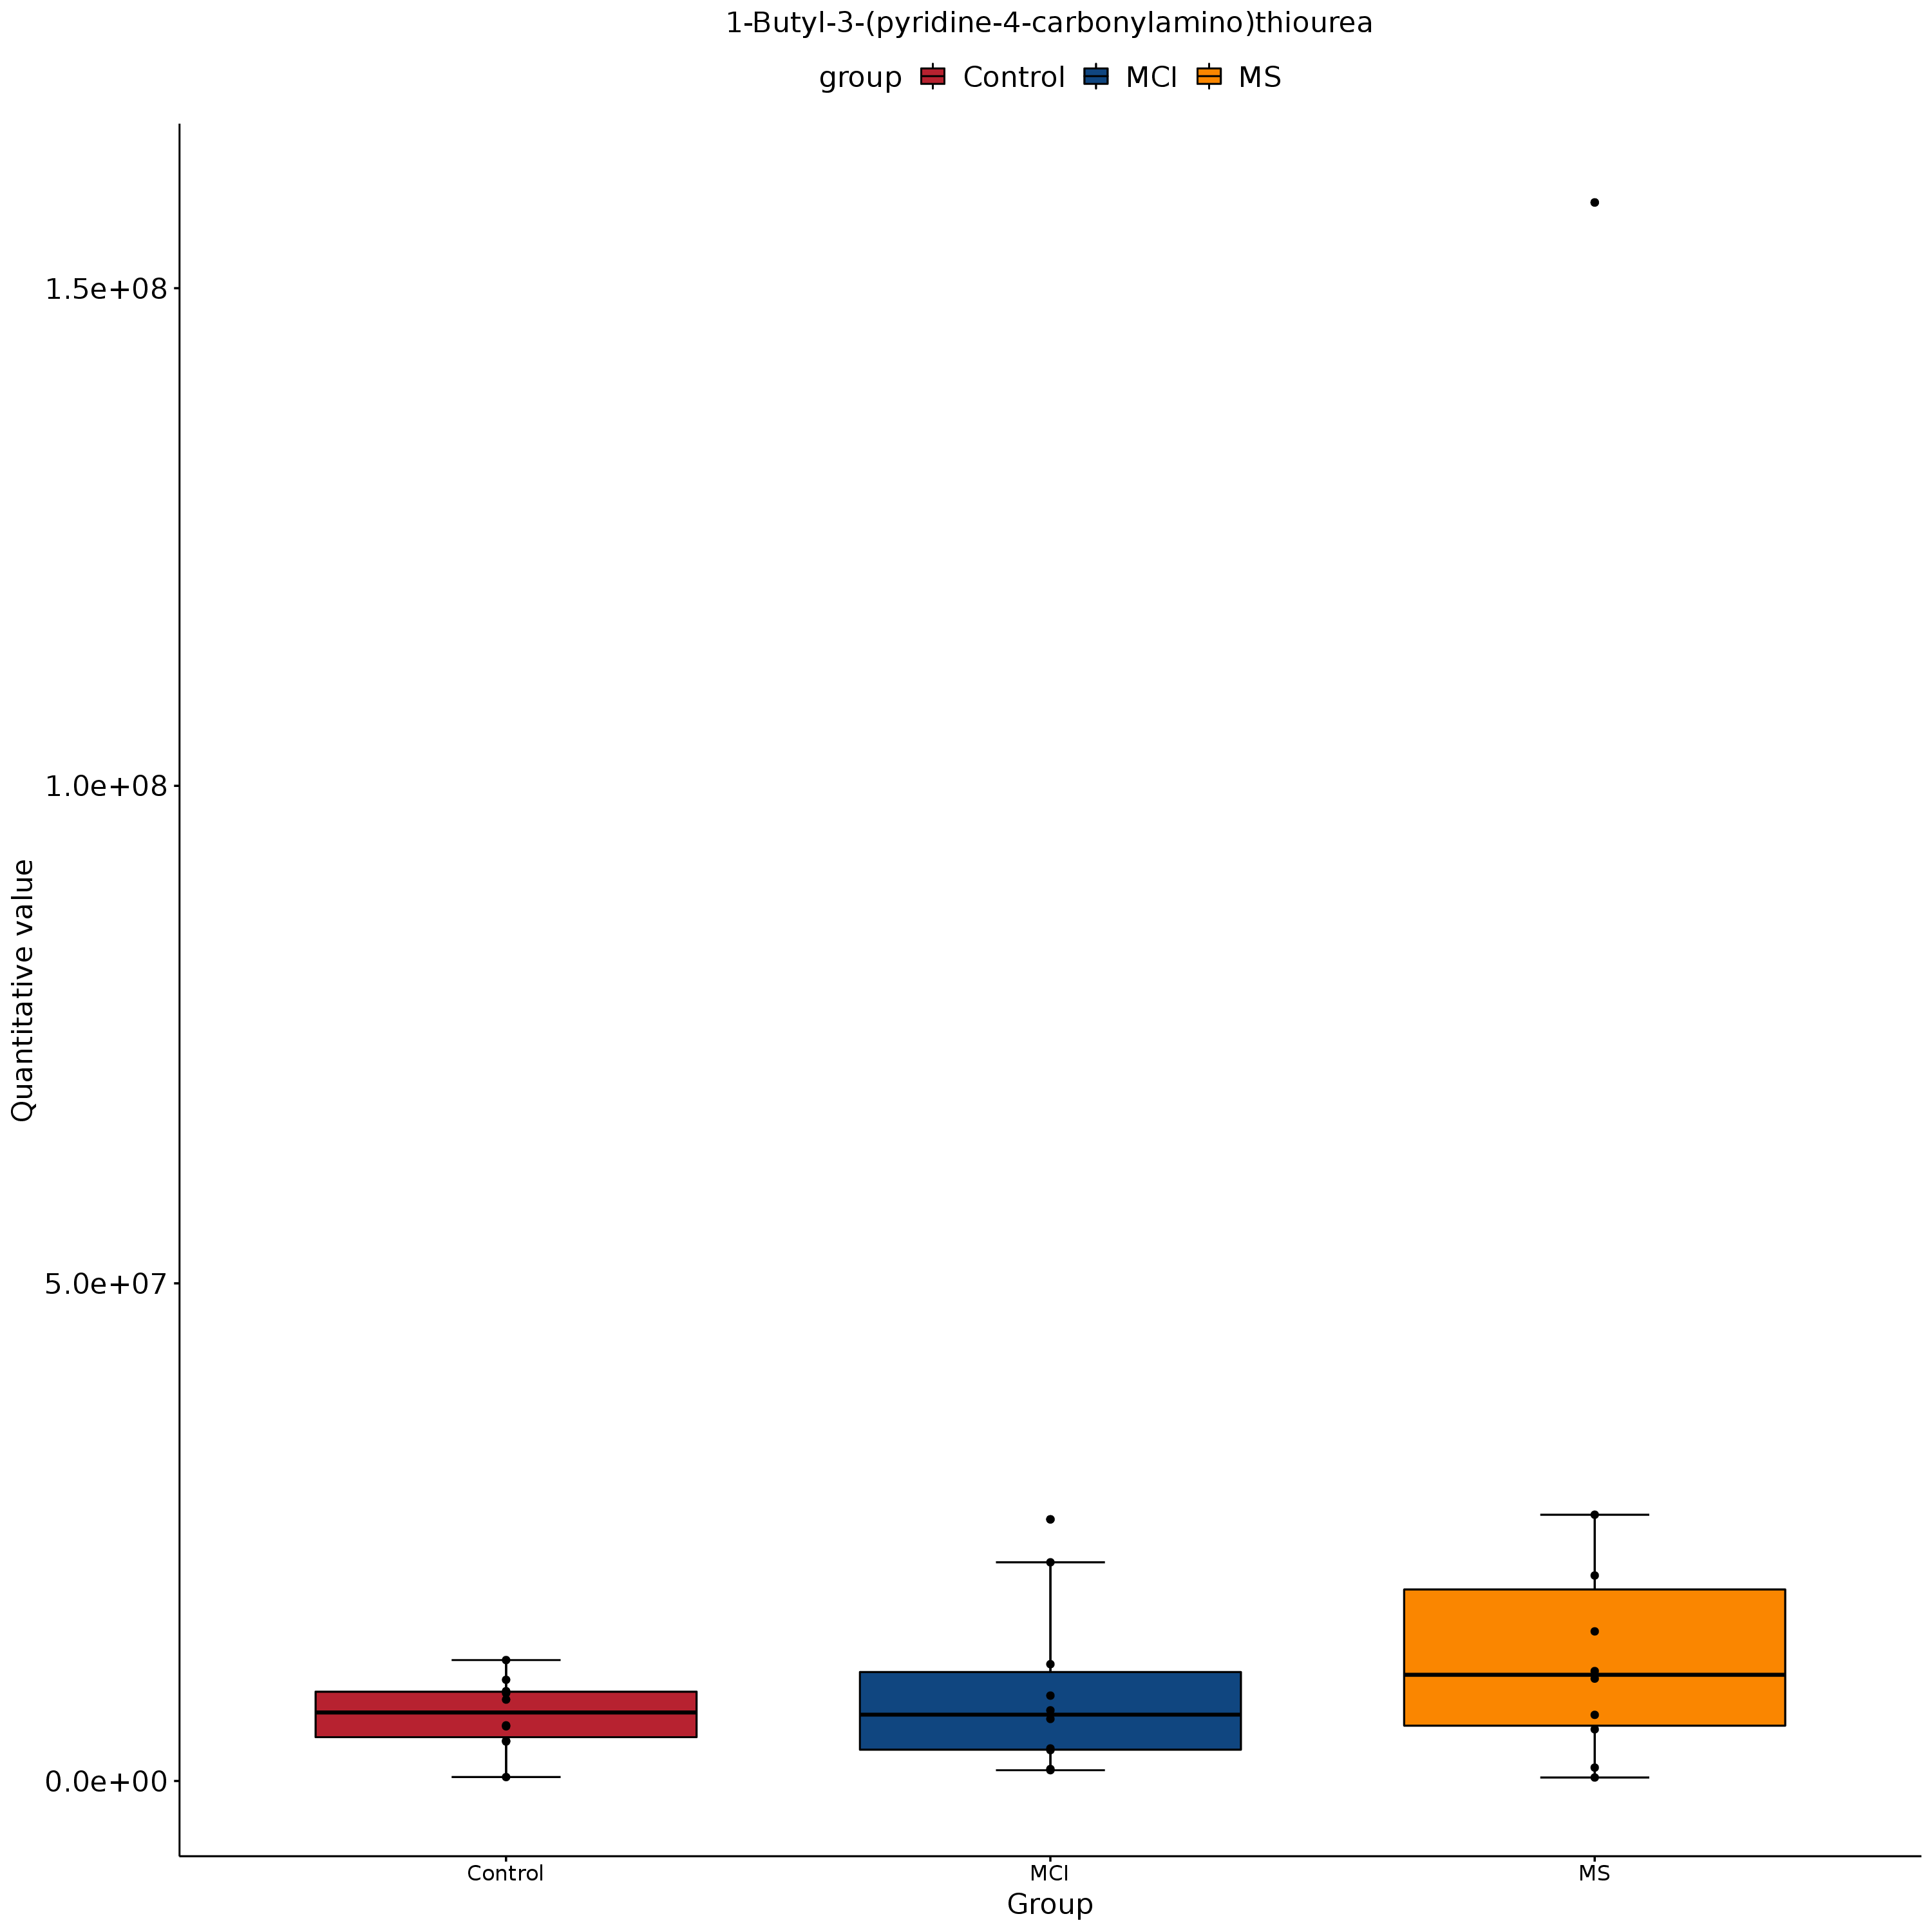 1-Butyl-3-(pyridine-4-carbonylamino)thiourea
group Control MCI MS
Quantitative value
1.5e+08
1.0e+08
5.0e+07
0.0e+00
Control MCI MS
Group